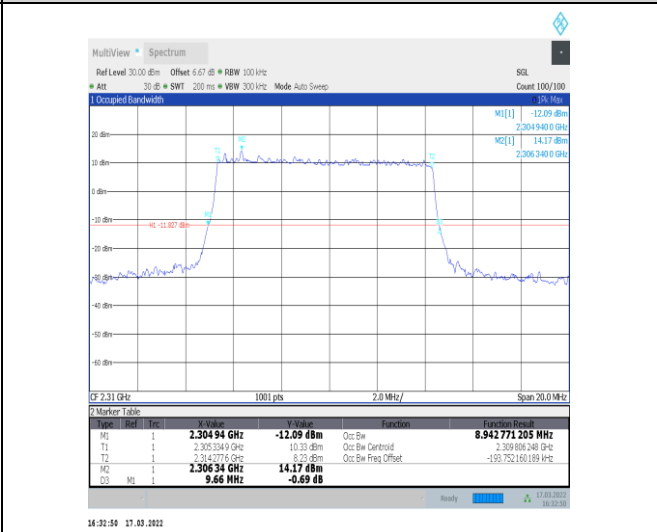 MultiView Spectrum
Ref Level 30.00 dBm Offset 6.67 dB RBW 100 kHz SGL
Att 30 dB SWT 200 ms VBW 300 kHz Mode Auto Sweep Count 100/100
1 Occupied Bandwidth 1Pk Max
M1[1] -12.09 dBm
2.304 940 0 GHz
M2[1] 14.17 dBm
2.306 340 0 GHz
20 dBm
10 dBm
0 dBm
-10 dBm
H1 -11.827 dBm
-20 dBm
-30 dBm
-40 dBm
-50 dBm
-60 dBm
CF 2.31 GHz 1001 pts 2.0 MHz/ Span 20.0 MHz
2 Marker Table
Type Ref Trc X-Value Y-Value Function Function Result
M1 1 2.304 94 GHz -12.09 dBm Occ Bw 8.942 771 205 MHz
T1 1 2.305 334 9 GHz 10.33 dBm Occ Bw Centroid 2.309 806 248 GHz
T2 1 2.314 277 6 GHz 8.23 dBm Occ Bw Freq Offset -193.752 160 189 kHz
M2 1 2.306 34 GHz 14.17 dBm
D3 M1 1 9.66 MHz -0.69 dB
Ready 17.03.2022
16:32:50
16:32:50 17.03.2022